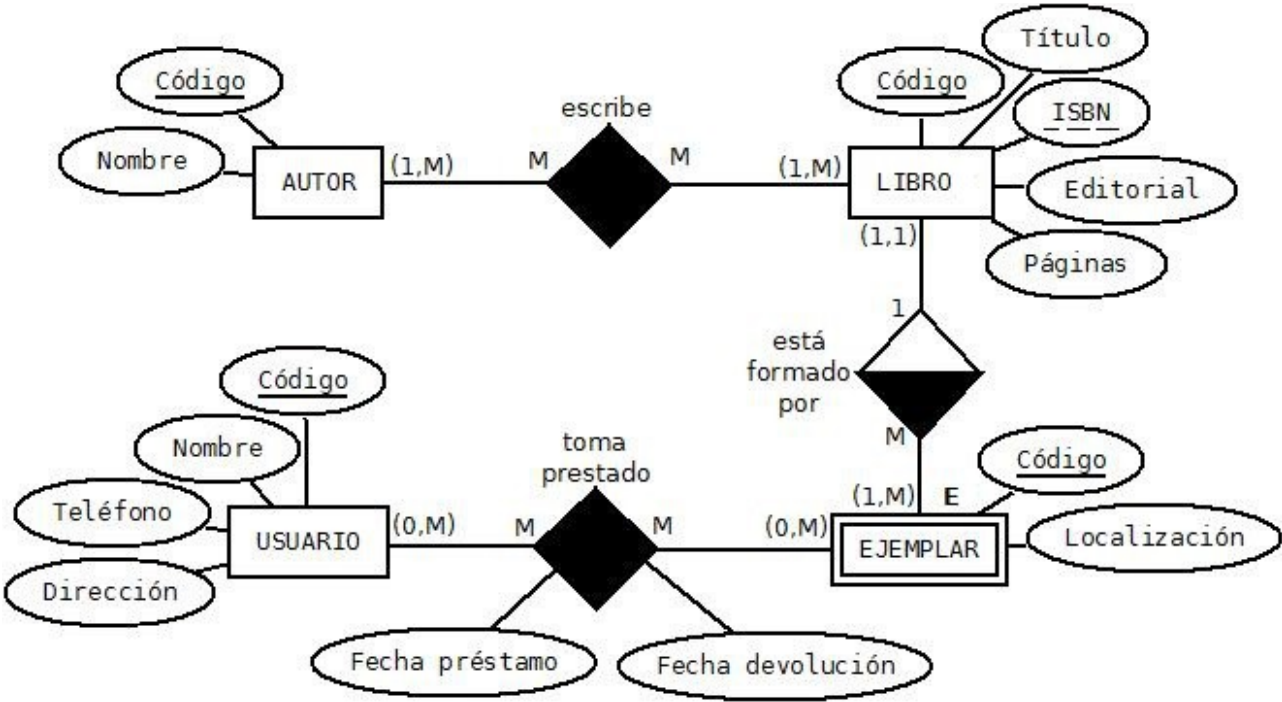 Título
Código
Código
ISBN
escribe
Nombre
AUTOR
(1,M)
M
M
(1,M)
LIBRO
Editorial
(1,1)
Páginas
1
está
formado
por
Código
M
Nombre
toma
prestado
Código
Teléfono
(1,M)
E
USUARIO
(0,M)
M
M
(0,M)
EJEMPLAR
Localización
Dirección
Fecha préstamo
Fecha devolución